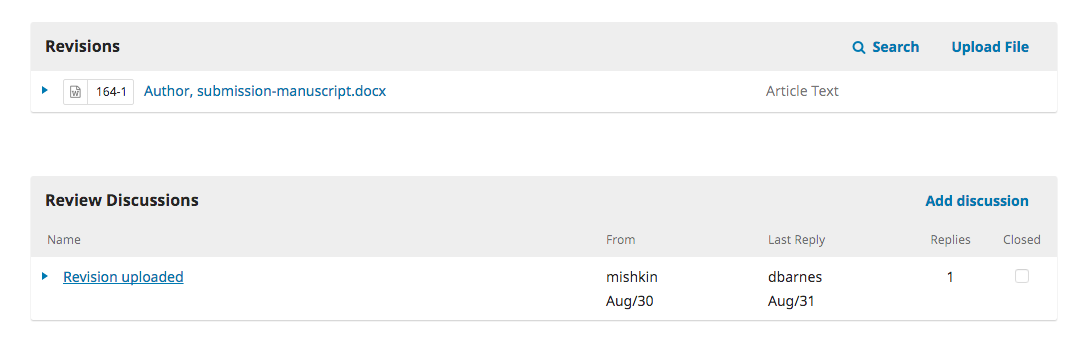 Revisions Search Upload File
W 164-1 Author, submission-manuscript.docx Article Text
Review Discussions Add discussion
Name From Last Reply Replies Closed
Revision uploaded mishkin dbarnes 1
Aug/30 Aug/31